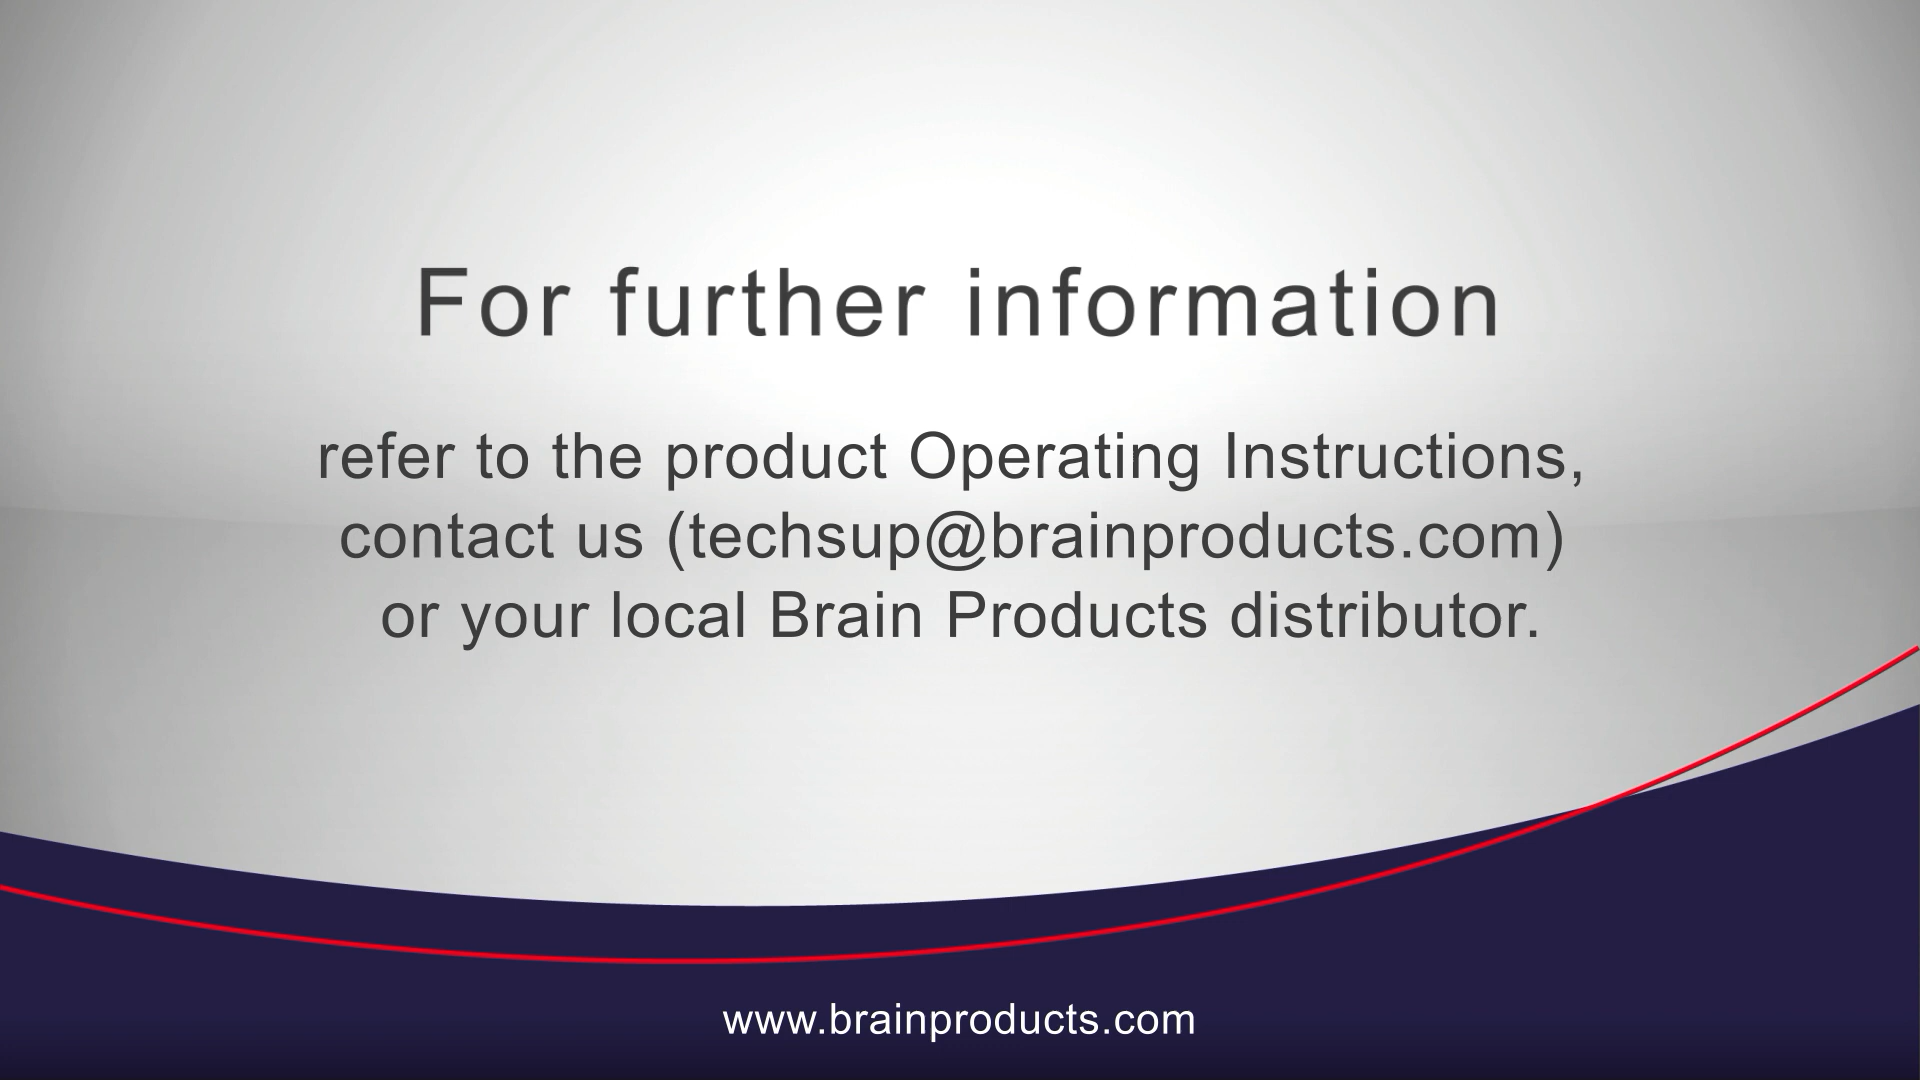 For further information
refer to the product Operating Instructions,
contact us (techsup@brainproducts.com)
or your local Brain Products distributor.
www.brainproducts.com